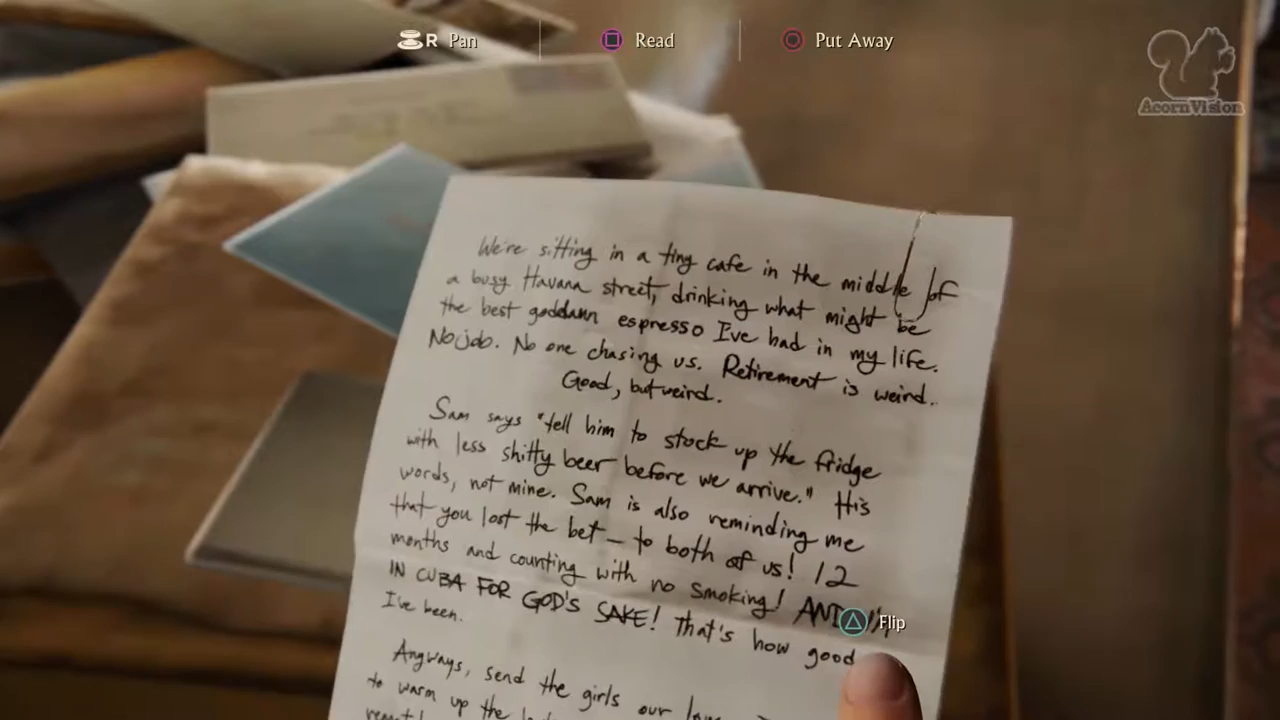 R Pan
Read
Put Away
AcornVision
We're sitting in a tiny cafe in the middle of
a busy Havana street, drinking what might be
the best goddamn espresso I've had in my life.
No job. No one chasing us. Retirement is weird.
Good, but weird.
Sam says "tell him to stock up the fridge
with less shitty beer before we arrive." His
words, not mine. Sam is also reminding me
that you lost the bet — to both of us! 12
months and counting with no smoking! AND
IN CUBA FOR GOD'S SAKE! That's how good
I've been.
Flip
Anyways, send the girls our
to warm up the